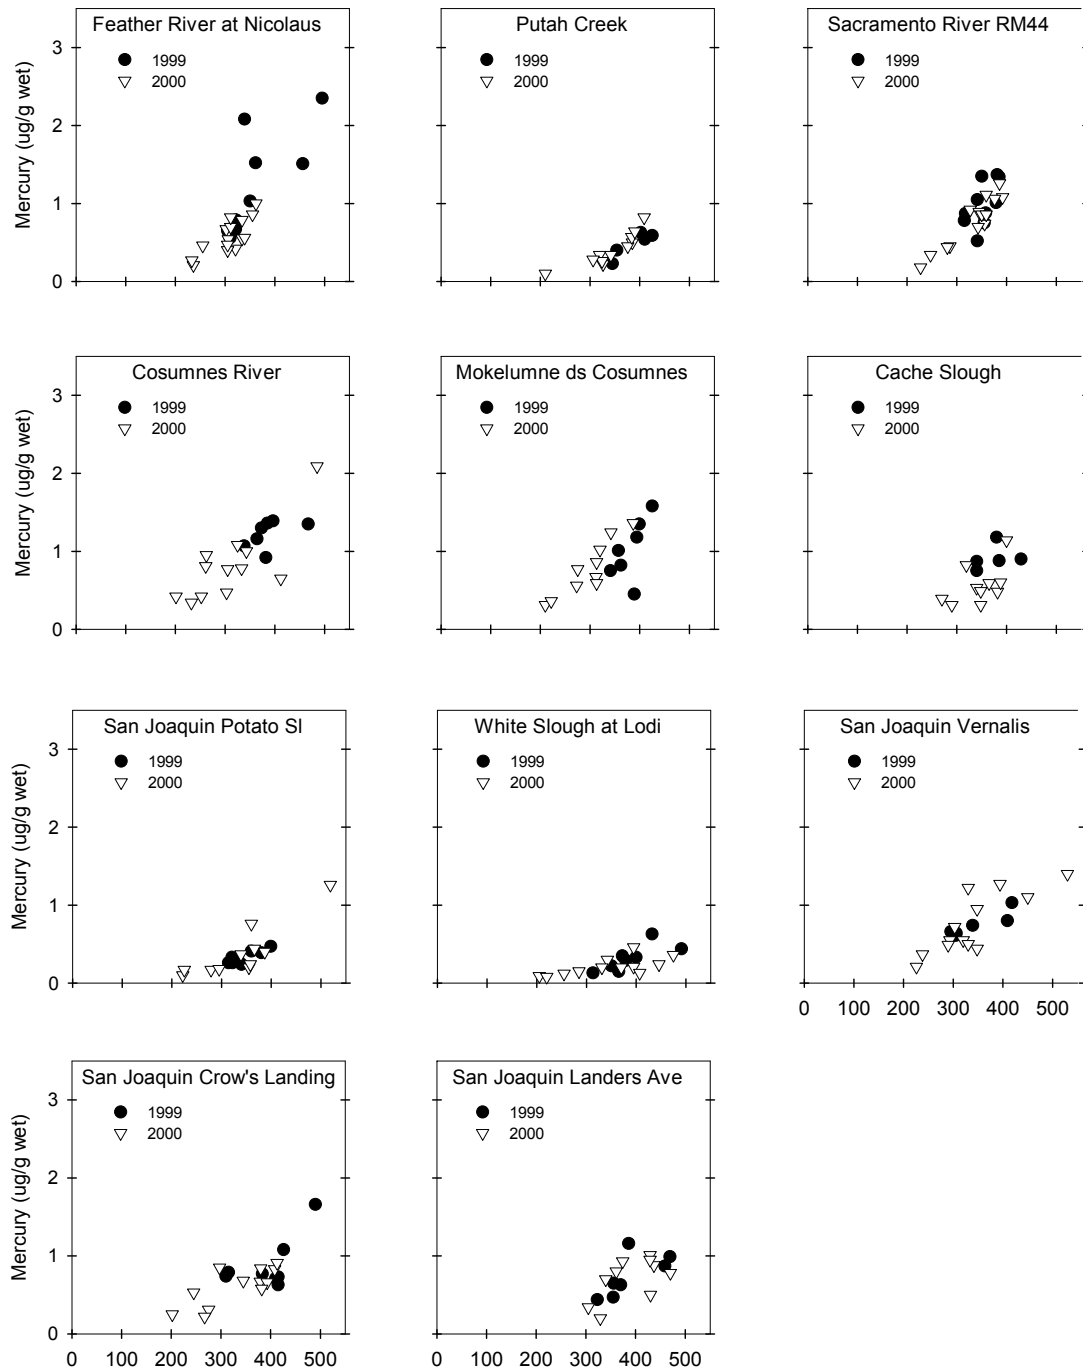 Feather River at Nicolaus
Putah Creek
Sacramento River RM44
Mercury (ug/g wet)
3
2
1
0
1999
2000
1999
2000
1999
2000
Cosumnes River
Mokelumne ds Cosumnes
Cache Slough
Mercury (ug/g wet)
3
2
1
0
1999
2000
1999
2000
1999
2000
San Joaquin Potato Sl
White Slough at Lodi
San Joaquin Vernalis
Mercury (ug/g wet)
3
2
1
0
1999
2000
1999
2000
1999
2000
0 100 200 300 400 500
San Joaquin Crow's Landing
San Joaquin Landers Ave
Mercury (ug/g wet)
3
2
1
0
1999
2000
1999
2000
0 100 200 300 400 500
0 100 200 300 400 500